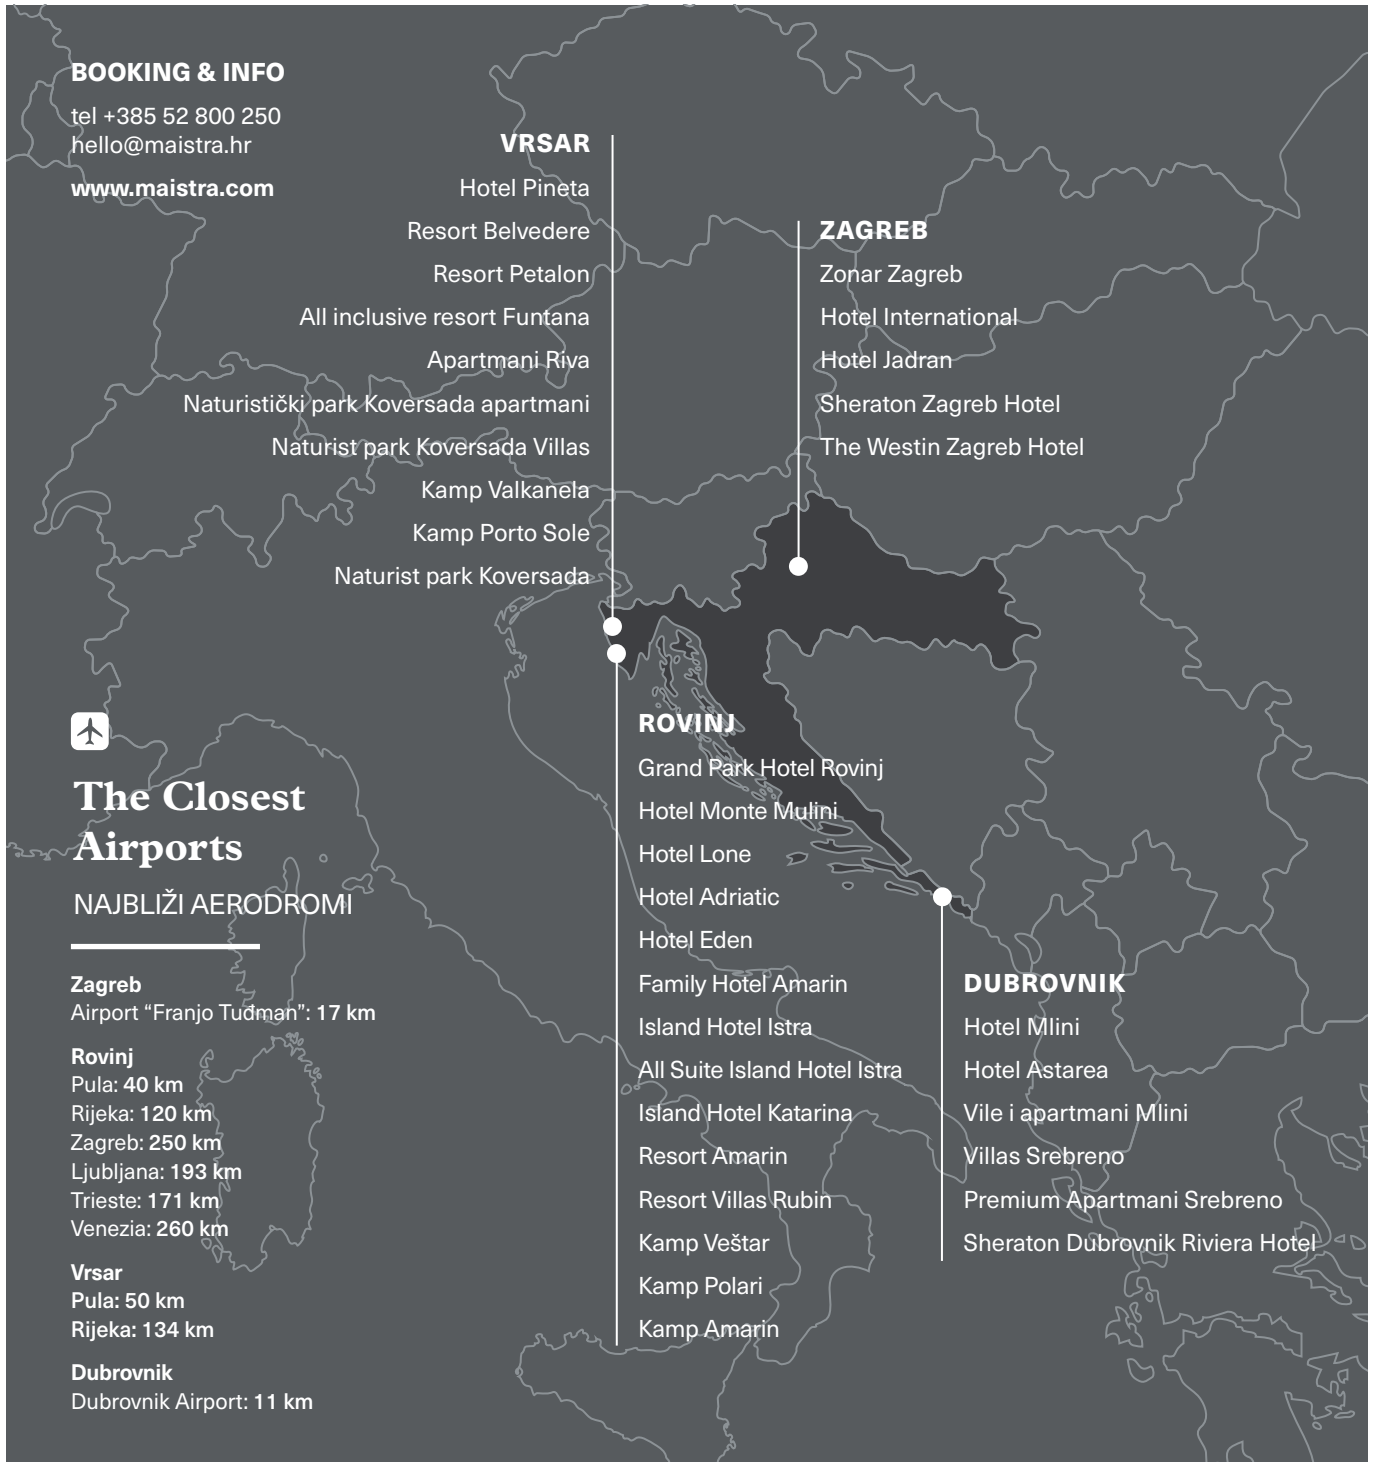 BOOKING & INFO
tel +385 52 800 250
hello@maistra.hr
www.maistra.com
VRSAR
Hotel Pineta
Resort Belvedere
Resort Petalon
All inclusive resort Funtana
Apartmani Riva
Naturistički park Koversada apartmani
Naturist park Koversada Villas
Kamp Valkanela
Kamp Porto Sole
Naturist park Koversada
ZAGREB
Zonar Zagreb
Hotel International
Hotel Jadran
Sheraton Zagreb Hotel
The Westin Zagreb Hotel
ROVINJ
Grand Park Hotel Rovinj
Hotel Monte Mulini
Hotel Lone
Hotel Adriatic
Hotel Eden
Family Hotel Amarin
Island Hotel Istra
All Suite Island Hotel Istra
Island Hotel Katarina
Resort Amarin
Resort Villas Rubin
Kamp Veštar
Kamp Polari
Kamp Amarin
DUBROVNIK
Hotel Mlini
Hotel Astarea
Vile i apartmani Mlini
Villas Srebreno
Premium Apartmani Srebreno
Sheraton Dubrovnik Riviera Hotel
The Closest
Airports
NAJBLIŽI AERODROMI
Zagreb
Airport “Franjo Tuđman”: 17 km
Rovinj
Pula: 40 km
Rijeka: 120 km
Zagreb: 250 km
Ljubljana: 193 km
Trieste: 171 km
Venezia: 260 km
Vrsar
Pula: 50 km
Rijeka: 134 km
Dubrovnik
Dubrovnik Airport: 11 km